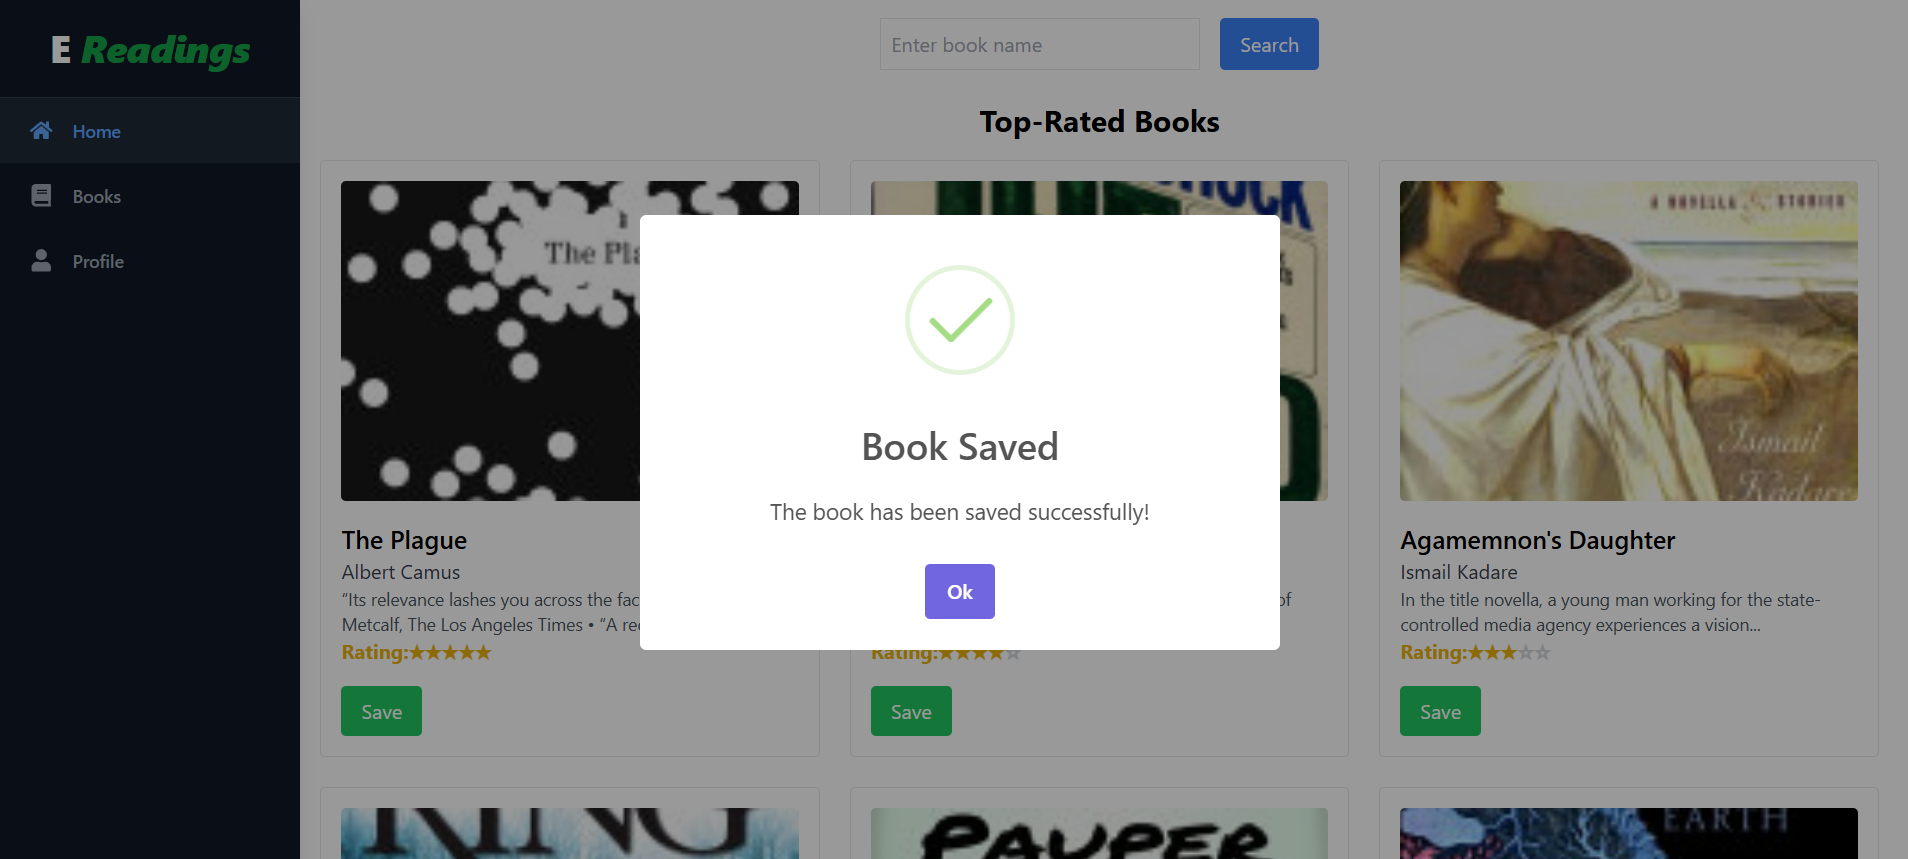 E Readings
Home
Books
Profile
Enter book name
Search
Top-Rated Books
The
A NOVELLA & STORIES
Ismail
Kadare
Book Saved
The book has been saved successfully!
Ok
The Plague
Albert Camus
“Its relevance lashes you across the
Metcalf, The Los Angeles Times • “A
Rating:★★★★★
Save
of
Rating:★★★★☆
Save
Agamemnon's Daughter
Ismail Kadare
In the title novella, a young man working for the state-
controlled media agency experiences a vision...
Rating:★★★☆☆
Save
KING
PAUPER
EARTH